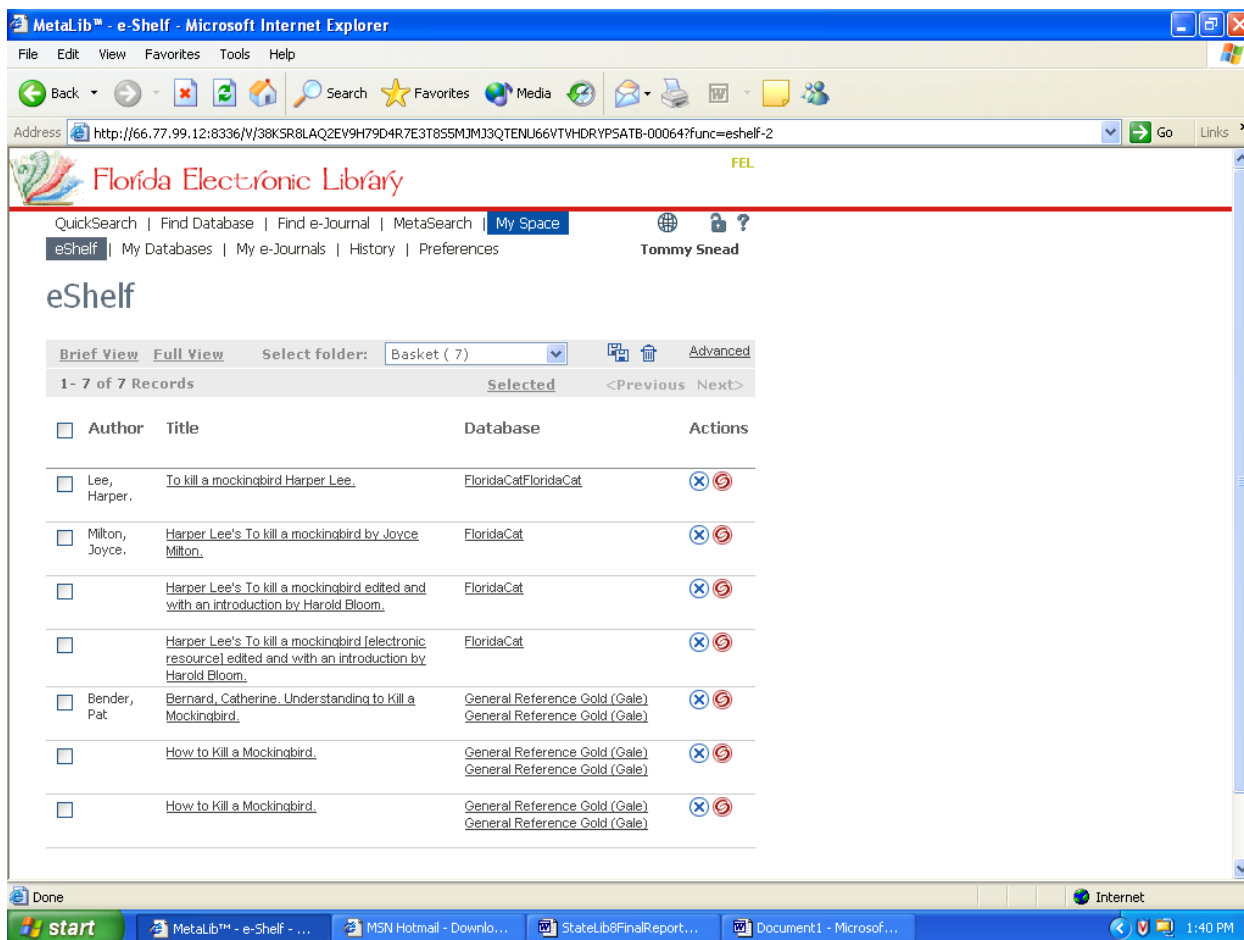 MetaLib™ - e-Shelf - Microsoft Internet Explorer
File Edit View Favorites Tools Help
Back Search Favorites Media
Address http://66.77.99.12:8336/V/38KSR8LAQ2EV9H79D4R7E3T8S5MJMJ3QTENU66VTVHDRYPSATB-00064?func=eshelf-2 Go Links
Florida Electronic Library FEL
QuickSearch | Find Database | Find e-Journal | MetaSearch | My Space
eShelf | My Databases | My e-Journals | History | Preferences Tommy Snead
eShelf
Brief View Full View Select folder: Basket ( 7) Advanced
1- 7 of 7 Records Selected <Previous Next>
Author Title Database Actions
Lee, To kill a mockingbird Harper Lee. FloridaCatFloridaCat
Harper.
Milton, Harper Lee's To kill a mockingbird by Joyce FloridaCat
Joyce. Milton.
Harper Lee's To kill a mockingbird edited and FloridaCat
with an introduction by Harold Bloom.
Harper Lee's To kill a mockingbird [electronic FloridaCat
resource] edited and with an introduction by
Harold Bloom.
Bender, Bernard, Catherine. Understanding to Kill a General Reference Gold (Gale)
Pat Mockingbird. General Reference Gold (Gale)
How to Kill a Mockingbird. General Reference Gold (Gale)
General Reference Gold (Gale)
How to Kill a Mockingbird. General Reference Gold (Gale)
General Reference Gold (Gale)
Done Internet
start MetaLib™ - e-Shelf - ... MSN Hotmail - Downlo... StateLib8FinalReport... Document1 - Microsof... 1:40 PM